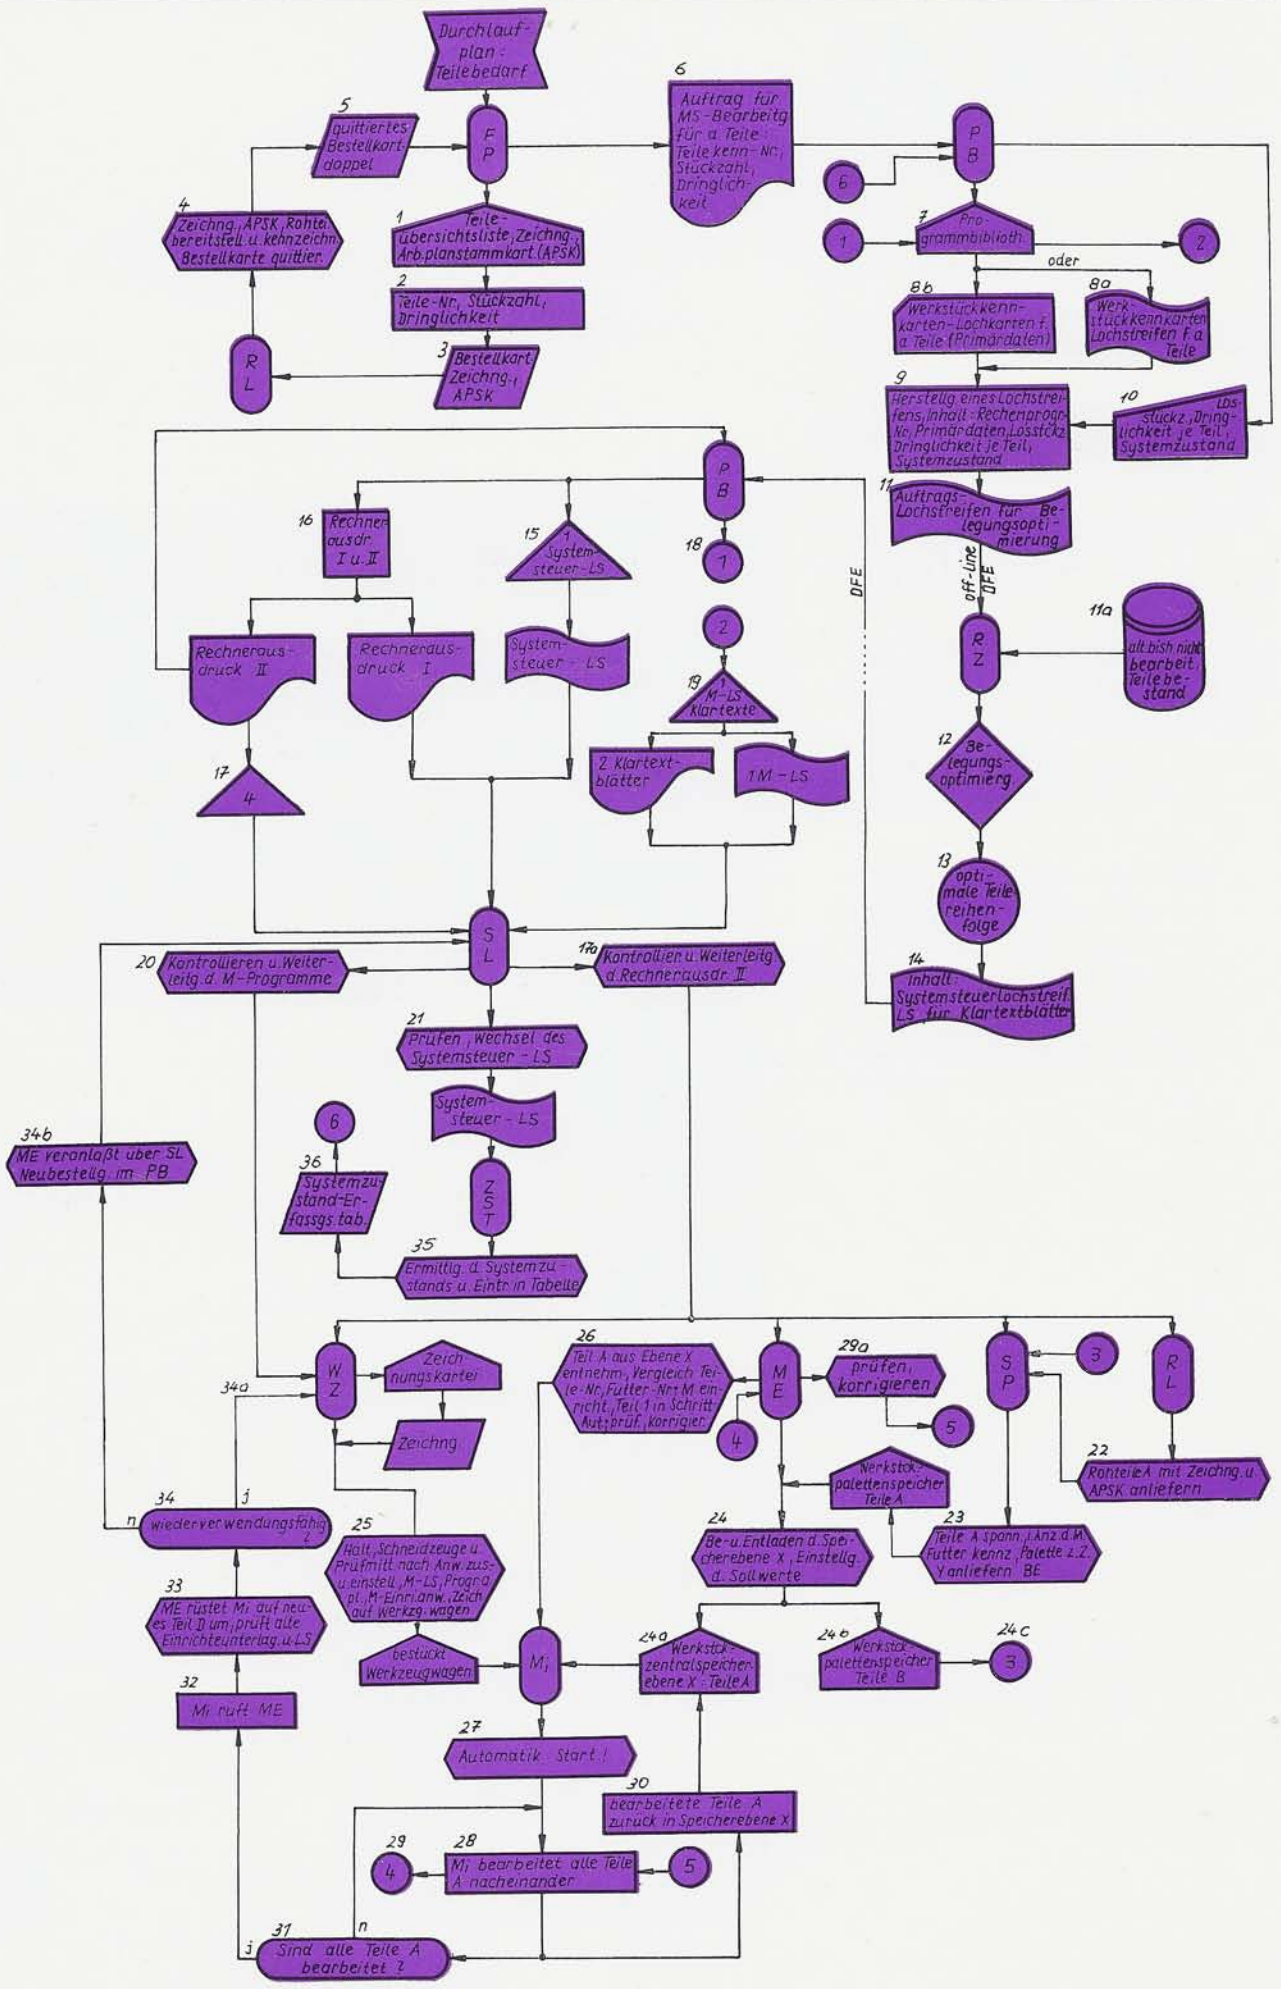 Durchlauf-
plan:
Teilebedarf
5
quittiertes
Bestellkart.
doppel
F
P
6
Auftrag für
MS-Bearbeitg
für a Teile:
Teilekenn-Nr.,
Stückzahl,
Dringlich-
keit
P
B
6
4
Zeichng., APSK, Rohteil
bereitstell. u. kennzeichn.
Bestellkarte quittier.
1
Teile-
übersichtsliste, Zeichng.,
Arb.planstammkart. (APSK)
7
Pro-
grammbiblioth.
1
2
oder
2
Teile-Nr., Stückzahl,
Dringlichkeit
8b
Werkstückkenn-
karten-Lochkarten f.
a Teile (Primärdaten)
8a
Werk-
stückkennkarten
Lochstreifen f. a
Teile
R
L
3
Bestellkart.
Zeichng.,
APSK
9
Herstellg. eines Lochstrei-
fens, Inhalt: Rechenprogr.
Nr., Primärdaten, Losstckz.
Dringlichkeit je Teil,
Systemzustand
10
LOS-
stückz., Dring-
lichkeit je Teil,
Systemzustand
P
B
11
Auftrags-
Lochstreifen für Be-
legungsopti-
mierung
16
Rechner
ausdr.
I u. II
15
1
System-
steuer-LS
18
1
DFE
off-line
DFE
11a
alt. bish. nicht
bearbeit.
Teilebe-
stand
R
Z
Rechneraus-
druck II
Rechneraus-
druck I
System-
steuer-LS
2
19
1
M-LS
Klartexte
12
Be-
legungs-
optimierg.
17
4
2 Klartext-
blätter
1 M-LS
13
opti-
male Teile-
reihen-
folge
S
L
20
Kontrollieren u. Weiter-
leitg. d. M-Programme
17a
Kontrollier. u. Weiterleitg.
d. Rechnerausdr. II
14
Inhalt:
Systemsteuerlochstreif.
LS für Klartextblätter
21
Prüfen, Wechsel des
Systemsteuer-LS
System-
steuer-LS
6
34b
ME veranlaßt über SL
Neubestellg. im PB
36
Systemzu-
stand-Er-
fassgs.tab.
Z
S
T
35
Ermittlg. d. Systemzu-
stands u. Eintr. in Tabelle
W
Z
Zeich
nungskartei
26
Teil A aus Ebene X
entnehm., Vergleich Tei-
le-Nr., Futter-Nr., M ein-
richt., Teil 1 in Schritt-
Aut. prüf., korrigier.
M
E
29a
prüfen,
korrigieren
S
P
3
R
L
34a
Zeichng.
4
5
Werkstck-
palettenspeicher
Teile A
22
Rohteile A mit Zeichng. u.
APSK anliefern
34
j
n
wiederverwendungsfähig
?
25
Halt., Schneidzeuge u.
Prüfmitt. nach Anw. zus.
u. einstell., M-LS, Progr.a
pl., M-Einri.anw., Zeich.
auf Werkzg.wagen
24
Be- u. Entladen d. Spei-
cherebene X, Einstellg.
d. Sollwerte
23
Teile A spann., i. Anz. d. M.
Futter kennz., Palette z. Z.
Y anliefern BE
33
ME rüstet Mi auf neu-
es Teil D um, prüft alle
Einrichteunterlag. u. LS
bestückt.
Werkzeugwagen
Mi
24a
Werkstck-
zentralspeicher
ebene X = Teile A
24b
Werkstck-
palettenspeicher
Teile B
24c
3
32
Mi ruft ME
27
Automatik Start!
30
bearbeitete Teile A
zurück in Speicherebene X
29
4
28
Mi bearbeitet alle Teile
A nacheinander
5
31
n
j
Sind alle Teile A
bearbeitet?